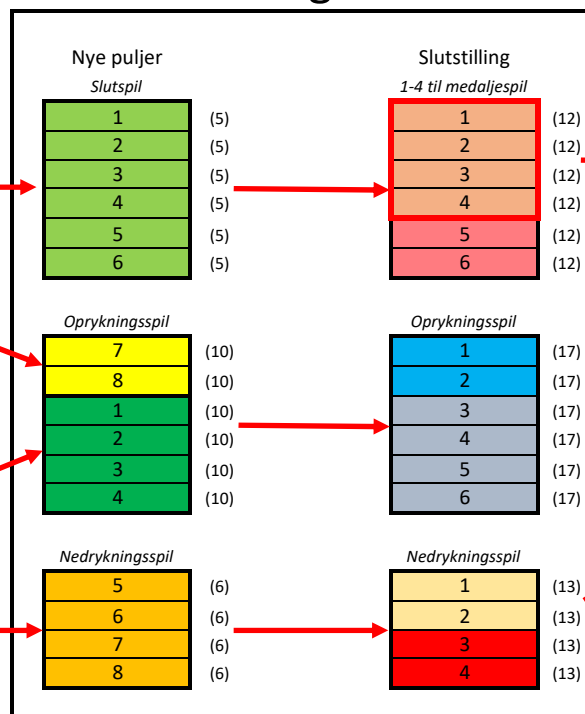 g
Nye puljer Slutstilling
Slutspil 1-4 til medaljespil
1 (5) 1 (12)
2 (5) 2 (12)
3 (5) 3 (12)
4 (5) 4 (12)
5 (5) 5 (12)
6 (5) 6 (12)
Oprykningsspil Oprykningsspil
7 (10) 1 (17)
8 (10) 2 (17)
1 (10) 3 (17)
2 (10) 4 (17)
3 (10) 5 (17)
4 (10) 6 (17)
Nedrykningsspil Nedrykningsspil
5 (6) 1 (13)
6 (6) 2 (13)
7 (6) 3 (13)
8 (6) 4 (13)